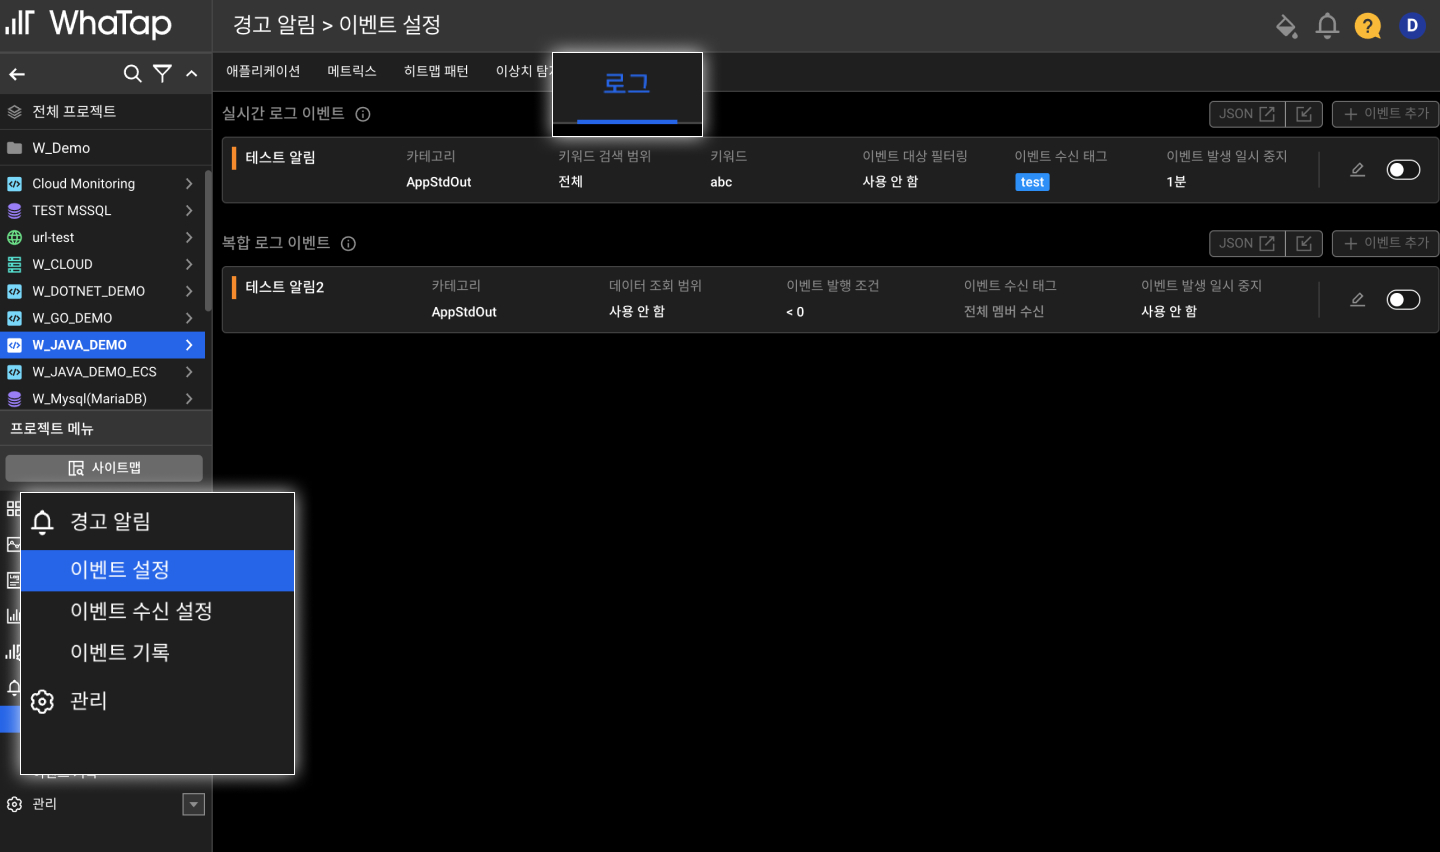 WhaTap
경고 알림 > 이벤트 설정
D
애플리케이션
메트릭스
히트맵 패턴
이상치
로그
전체 프로젝트
W_Demo
Cloud Monitoring
TEST MSSQL
url-test
W_CLOUD
W_DOTNET_DEMO
W_GO_DEMO
W_JAVA_DEMO
W_JAVA_DEMO_ECS
W_Mysql(MariaDB)
프로젝트 메뉴
사이트맵
경고 알림
이벤트 설정
이벤트 수신 설정
이벤트 기록
관리
관리
실시간 로그 이벤트
JSON
+ 이벤트 추가
테스트 알림
카테고리
AppStdOut
키워드 검색 범위
전체
키워드
abc
이벤트 대상 필터링
사용 안 함
이벤트 수신 태그
test
이벤트 발생 일시 중지
1분
복합 로그 이벤트
JSON
+ 이벤트 추가
테스트 알림2
카테고리
AppStdOut
데이터 조회 범위
사용 안 함
이벤트 발행 조건
< 0
이벤트 수신 태그
전체 멤버 수신
이벤트 발생 일시 중지
사용 안 함